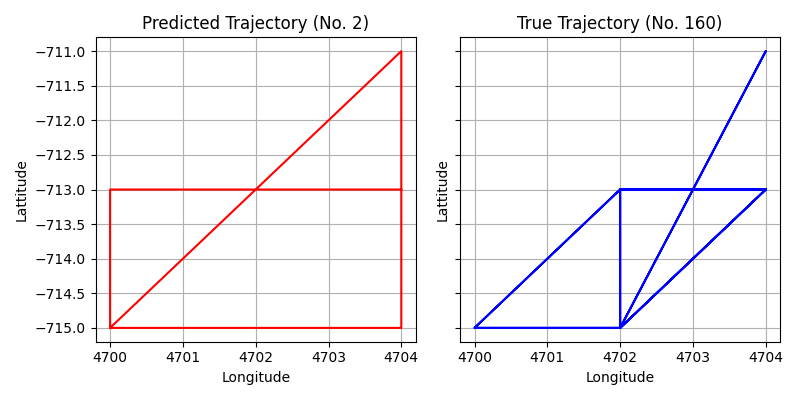 Predicted Trajectory (No. 2)
True Trajectory (No. 160)
−711.0
−711.5
−712.0
−712.5
−713.0
−713.5
−714.0
−714.5
−715.0
Lattitude
Lattitude
4700 4701 4702 4703 4704
4700 4701 4702 4703 4704
Longitude
Longitude